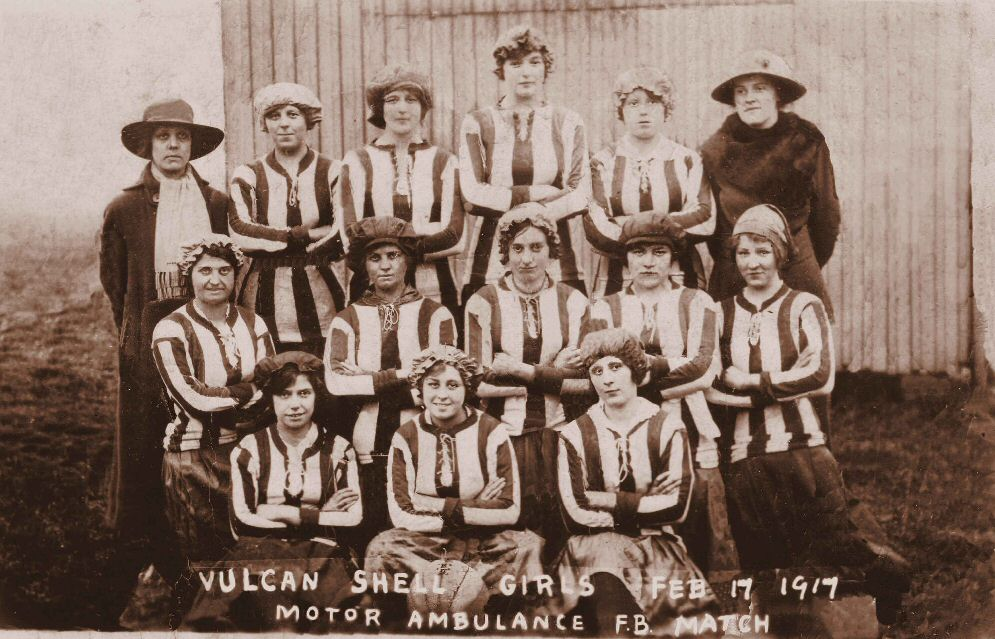 VULCAN SHELL GIRLS FEB 17 1917
MOTOR AMBULANCE F.B. MATCH